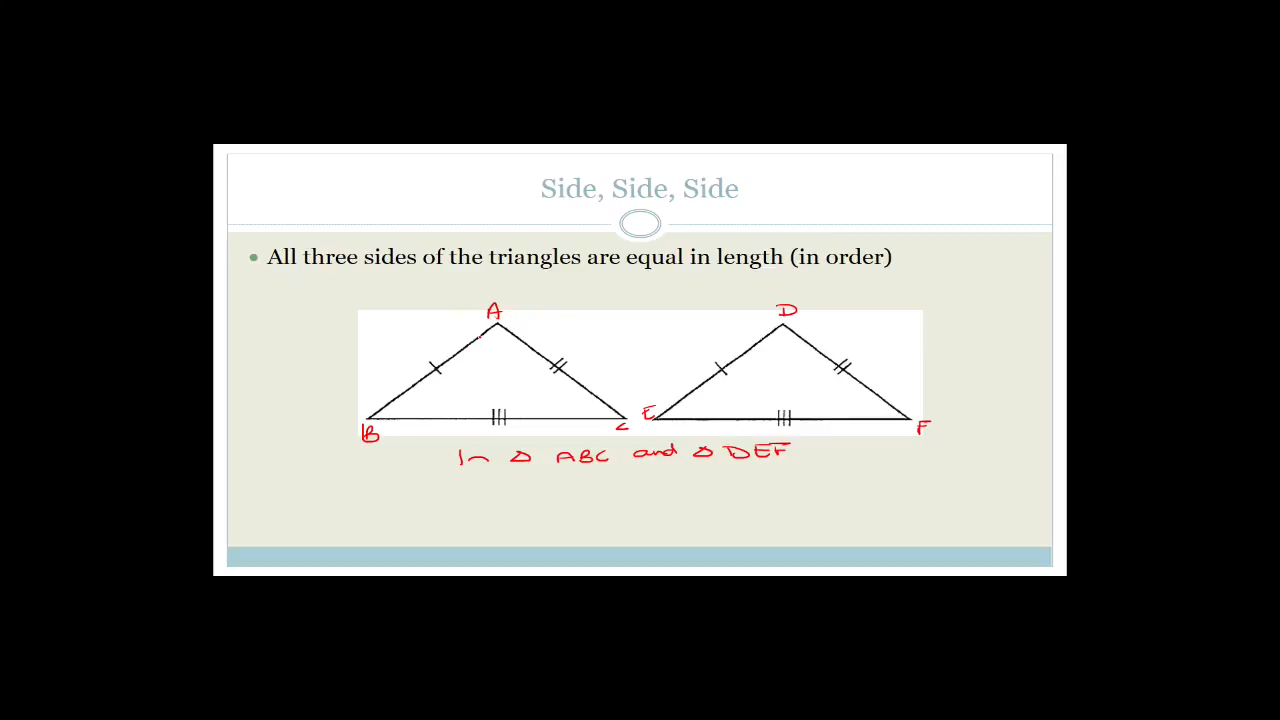 Side, Side, Side
All three sides of the triangles are equal in length (in order)
A D
B C E F
In △ ABC and △ DEF